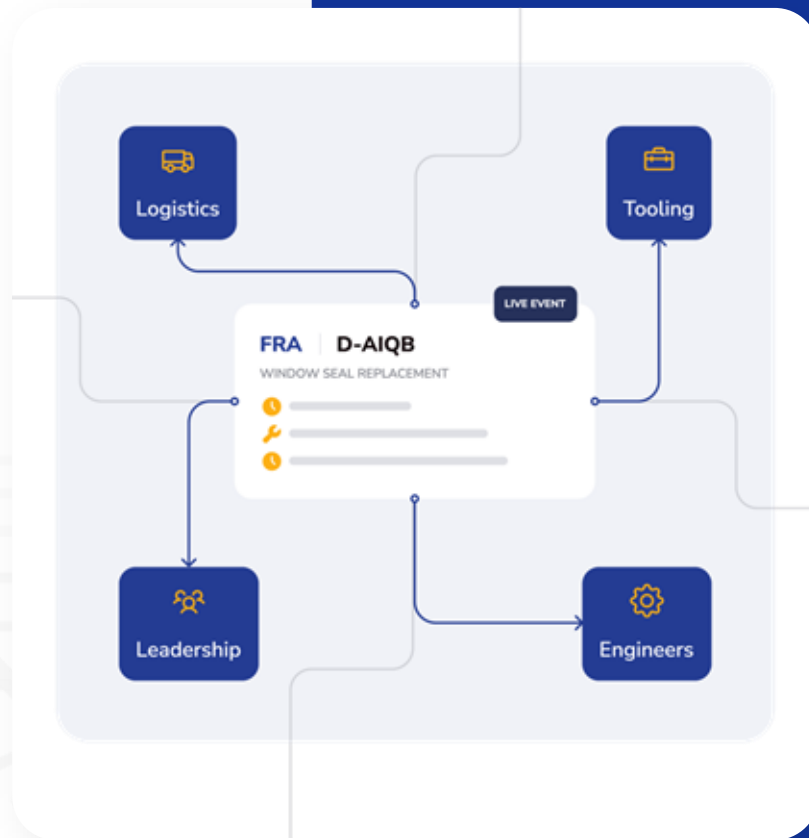 Logistics
Tooling
LIVE EVENT
FRA D-AIQB
WINDOW SEAL REPLACEMENT
Leadership
Engineers